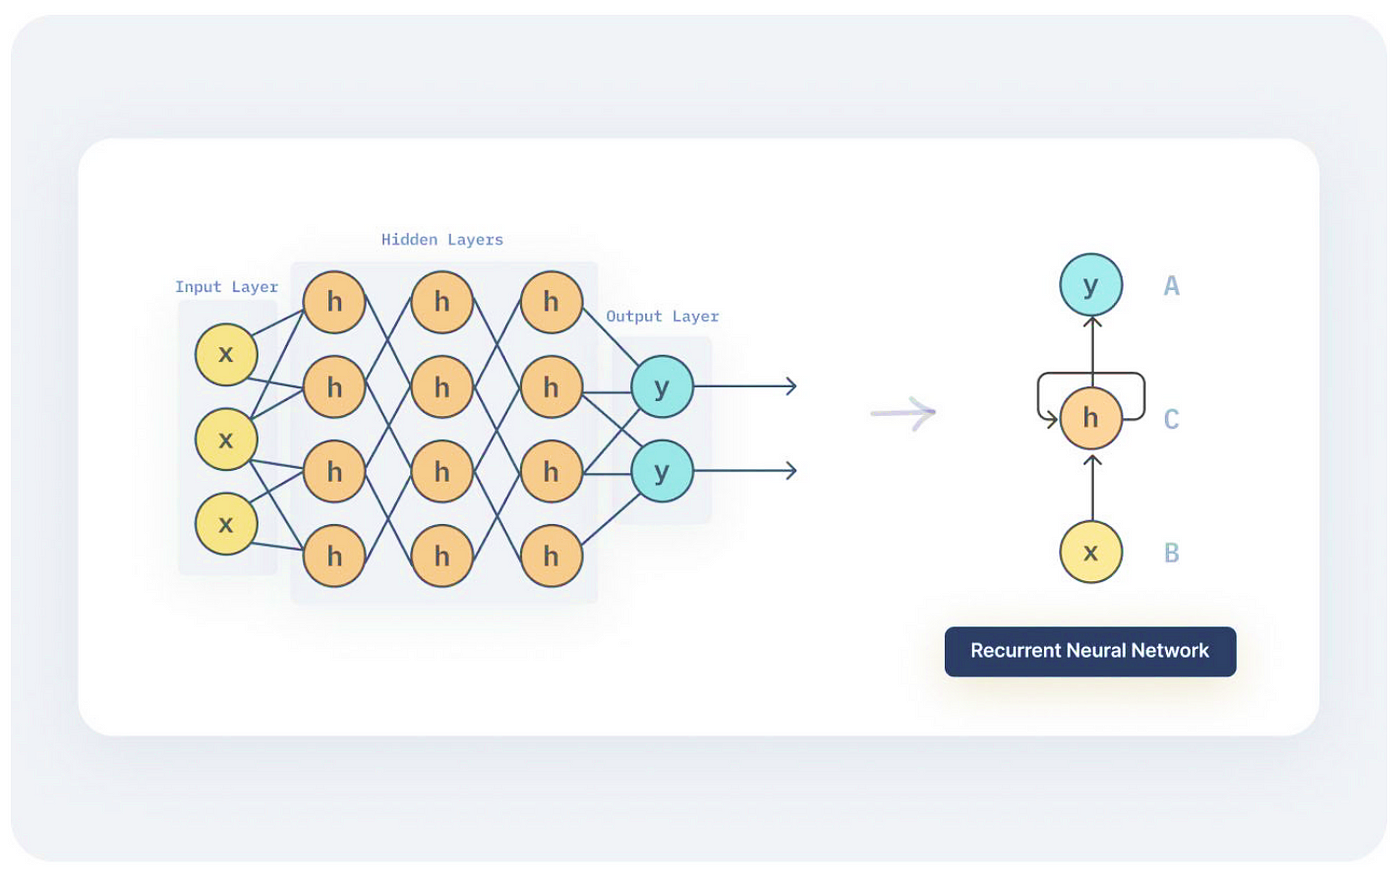 Hidden Layers
Input Layer
Output Layer
x
x
x
h
h
h
h
h
h
h
h
h
h
h
h
y
y
y
A
h
C
x
B
Recurrent Neural Network